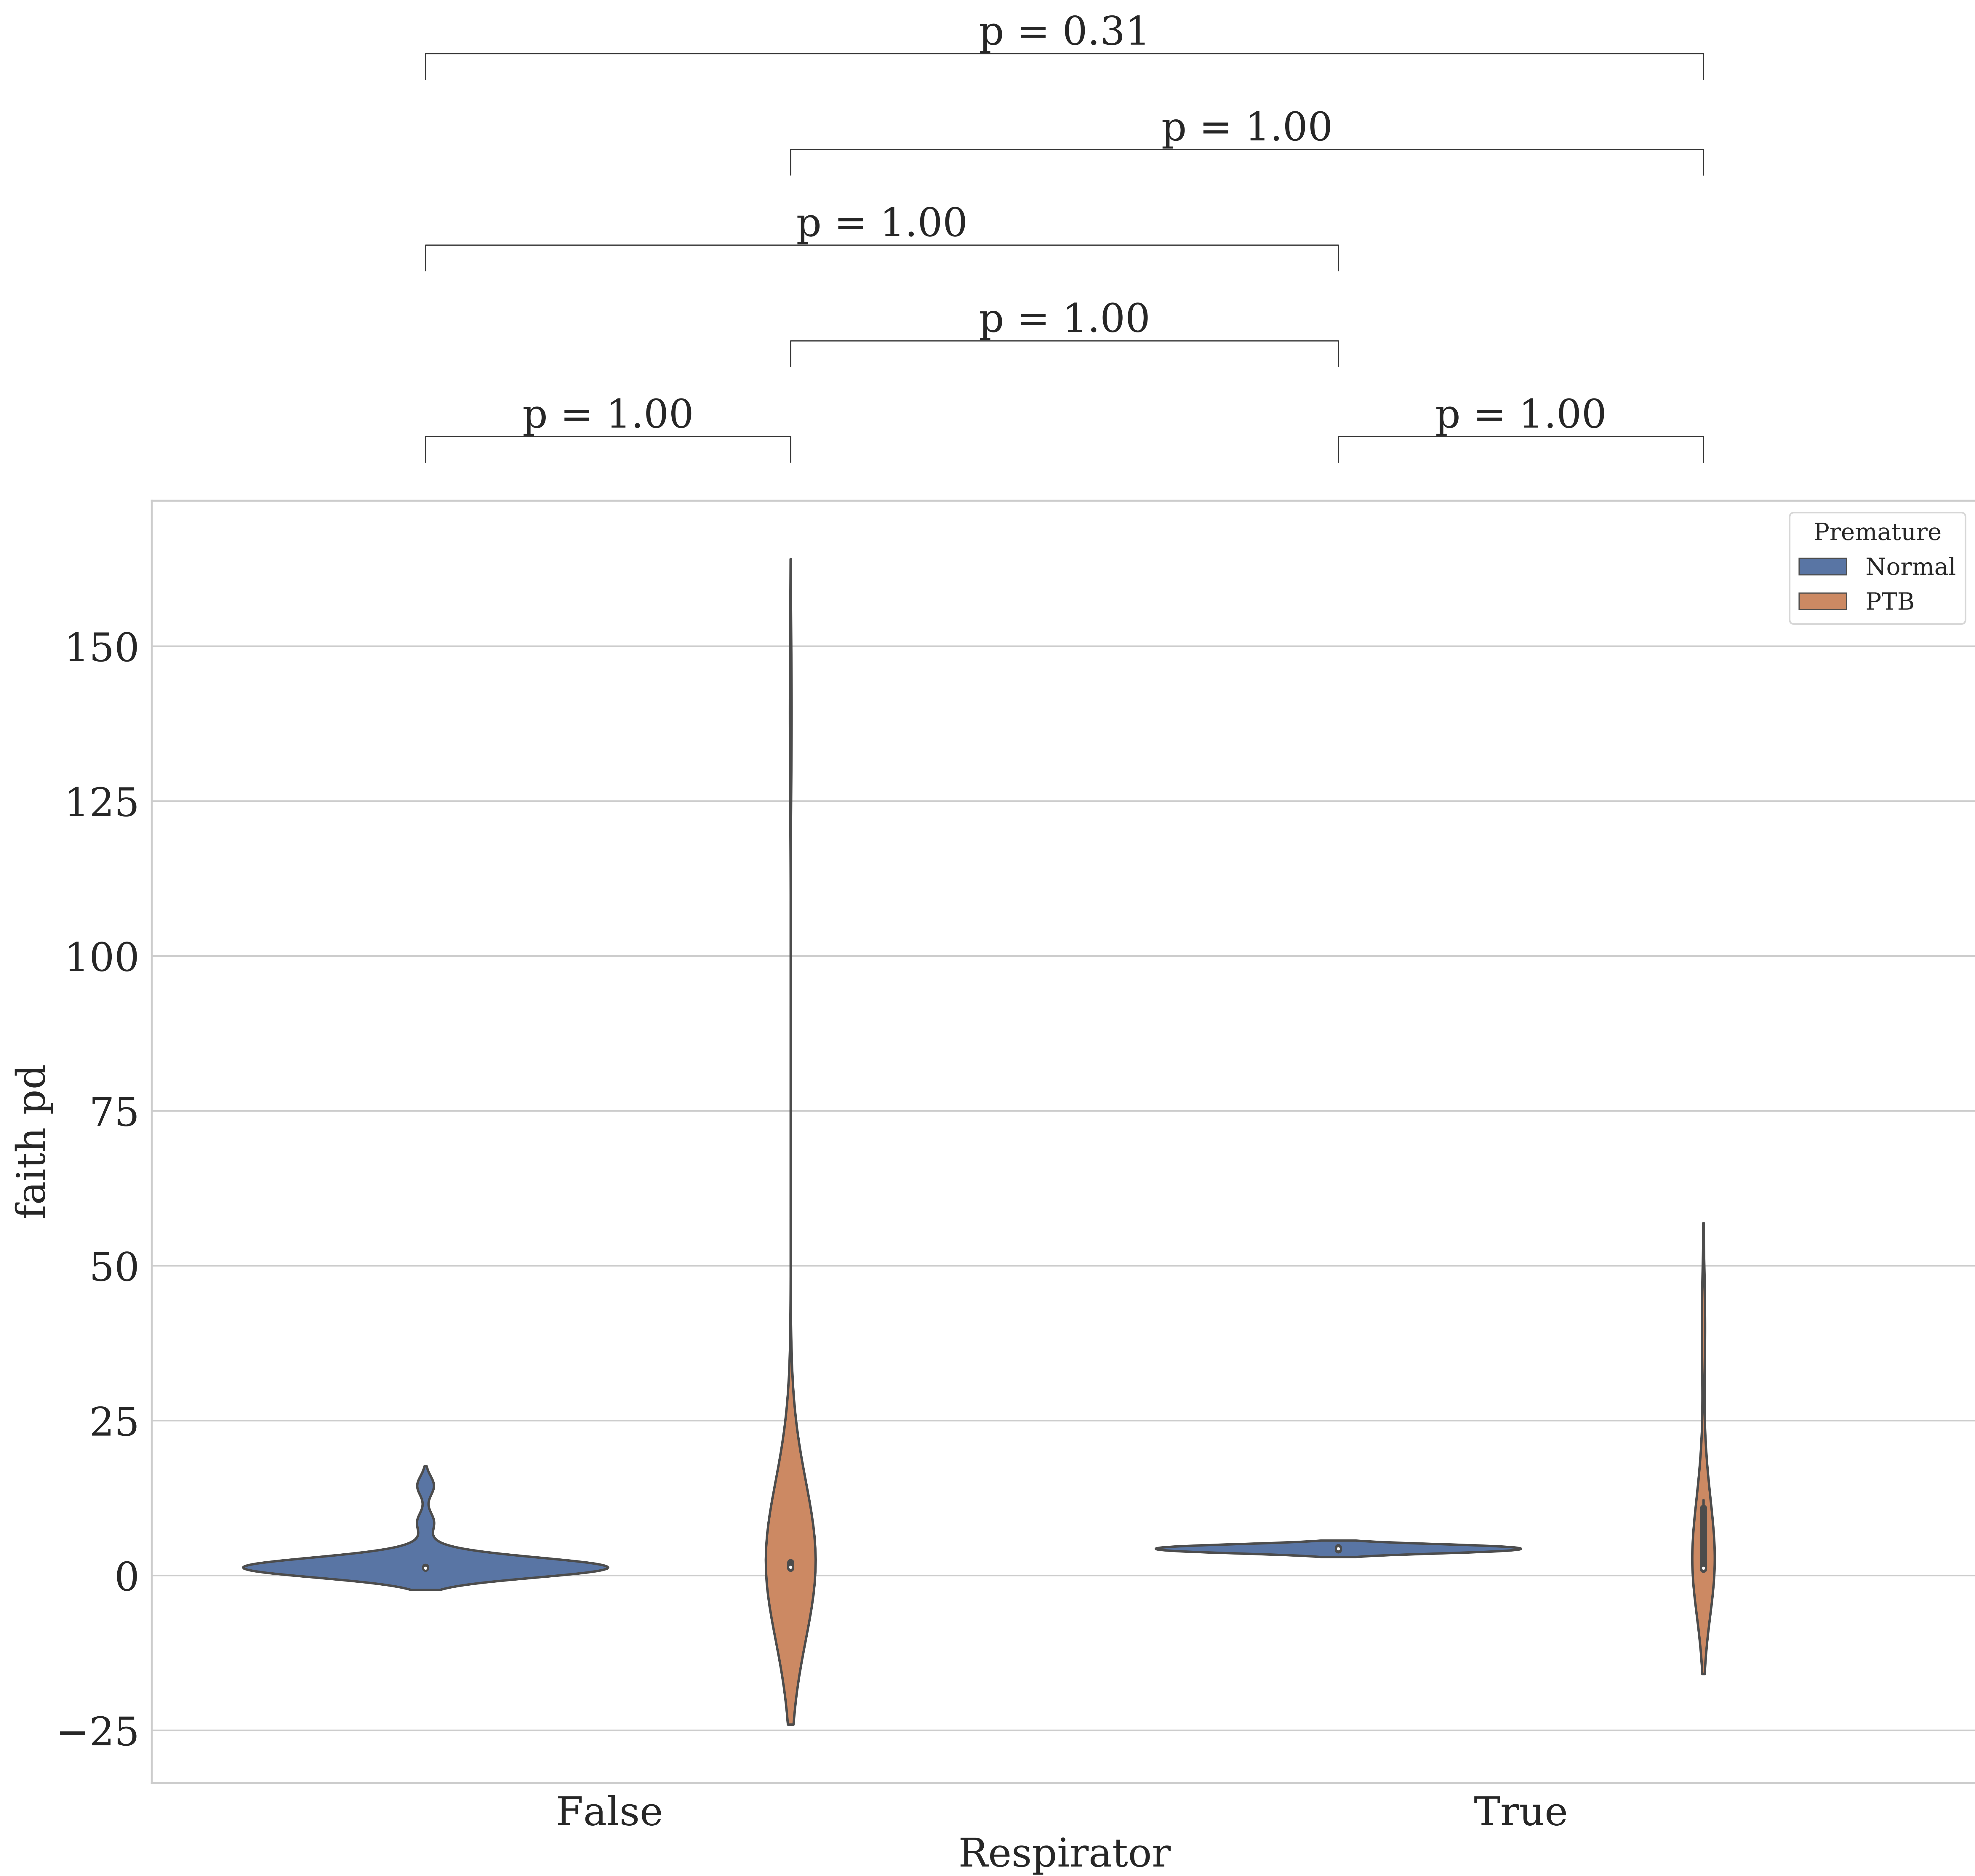 p = 0.31
p = 1.00
p = 1.00
p = 1.00
p = 1.00
p = 1.00
Premature
Normal
PTB
150
125
100
75
50
25
0
−25
faith pd
False
True
Respirator